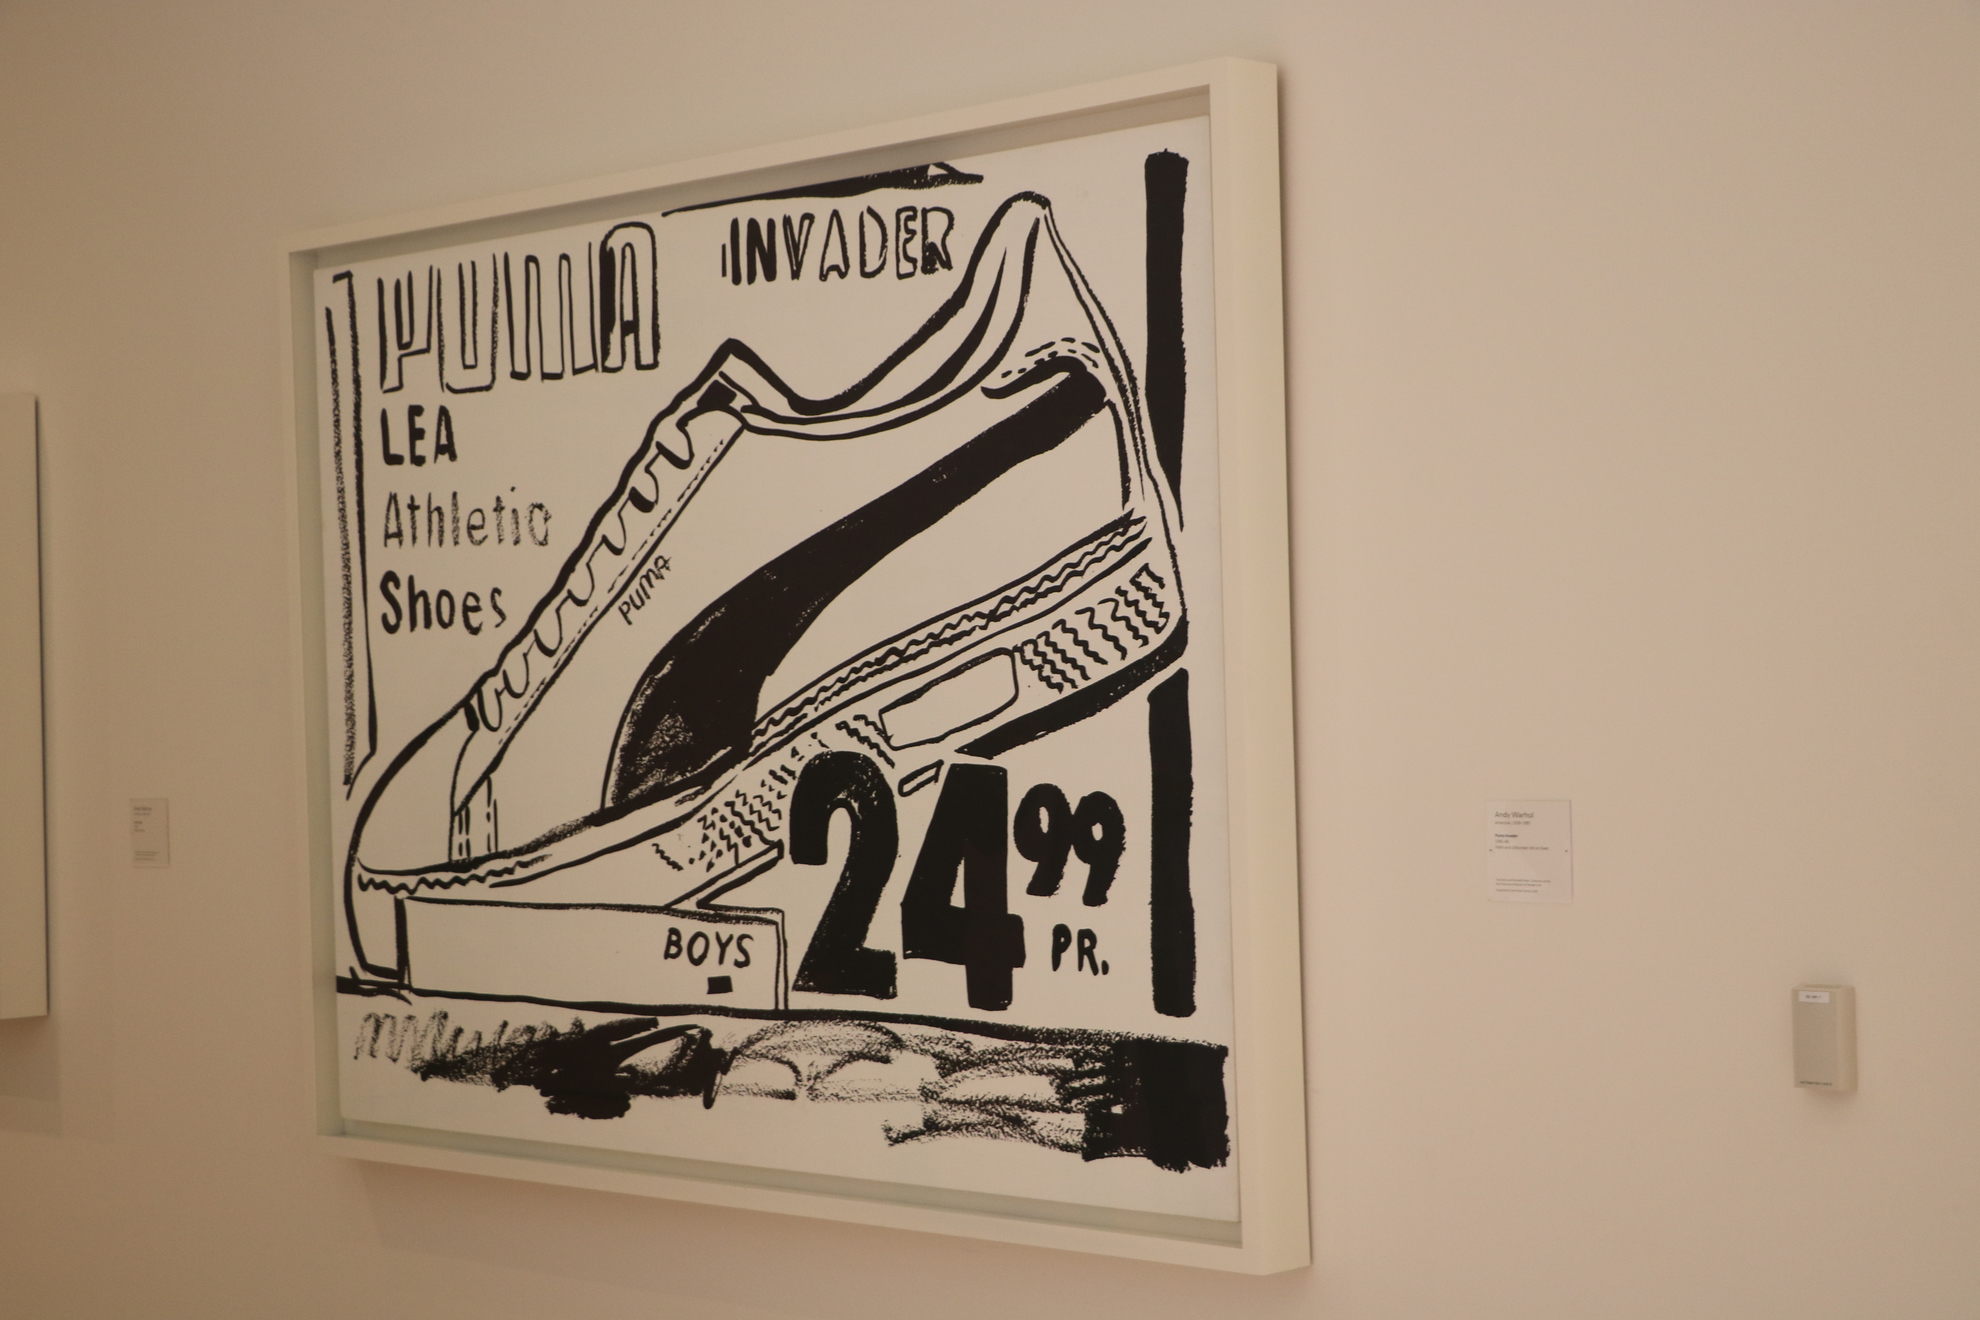 PUMA INVADER
LEA
Athletic
Shoes
PUMA
24 99
PR.
BOYS
Andy Warhol